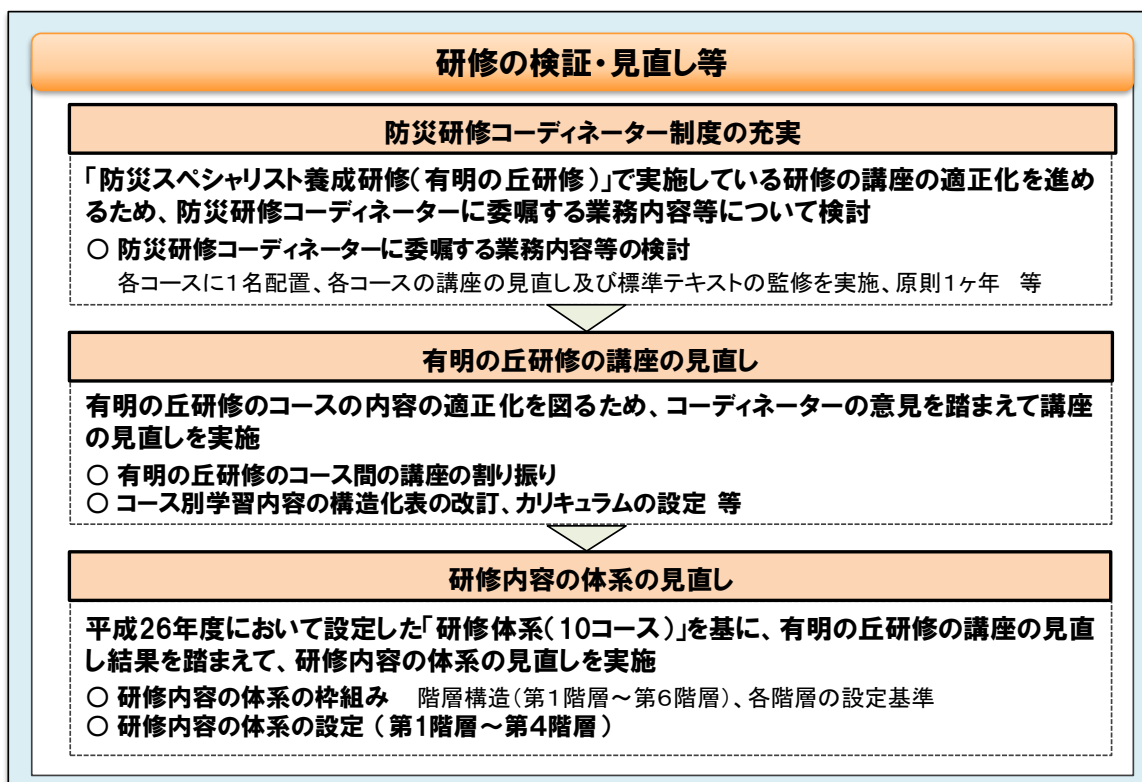 研修の検証・見直し等
防災研修コーディネーター制度の充実
「防災スペシャリスト養成研修(有明の丘研修)」で実施している研修の講座の適正化を進め
るため、防災研修コーディネーターに委嘱する業務内容等について検討
○ 防災研修コーディネーターに委嘱する業務内容等の検討
各コースに1名配置、各コースの講座の見直し及び標準テキストの監修を実施、原則1ヶ年 等
有明の丘研修の講座の見直し
有明の丘研修のコースの内容の適正化を図るため、コーディネーターの意見を踏まえて講座
の見直しを実施
○ 有明の丘研修のコース間の講座の割り振り
○ コース別学習内容の構造化表の改訂、カリキュラムの設定 等
研修内容の体系の見直し
平成26年度において設定した「研修体系(10コース)」を基に、有明の丘研修の講座の見直
し結果を踏まえて、研修内容の体系の見直しを実施
○ 研修内容の体系の枠組み 階層構造(第1階層～第6階層)、各階層の設定基準
○ 研修内容の体系の設定 (第1階層～第4階層)